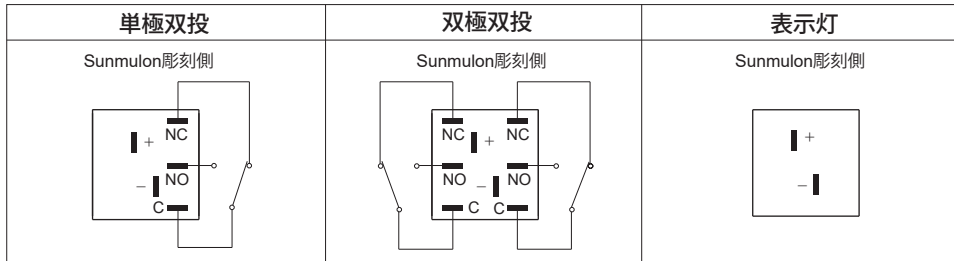 単極双投
双極双投
表示灯
Sunmulon彫刻側
Sunmulon彫刻側
Sunmulon彫刻側
+ NC
NO
−
C
NC + NC
NO − NO
C C
+
−